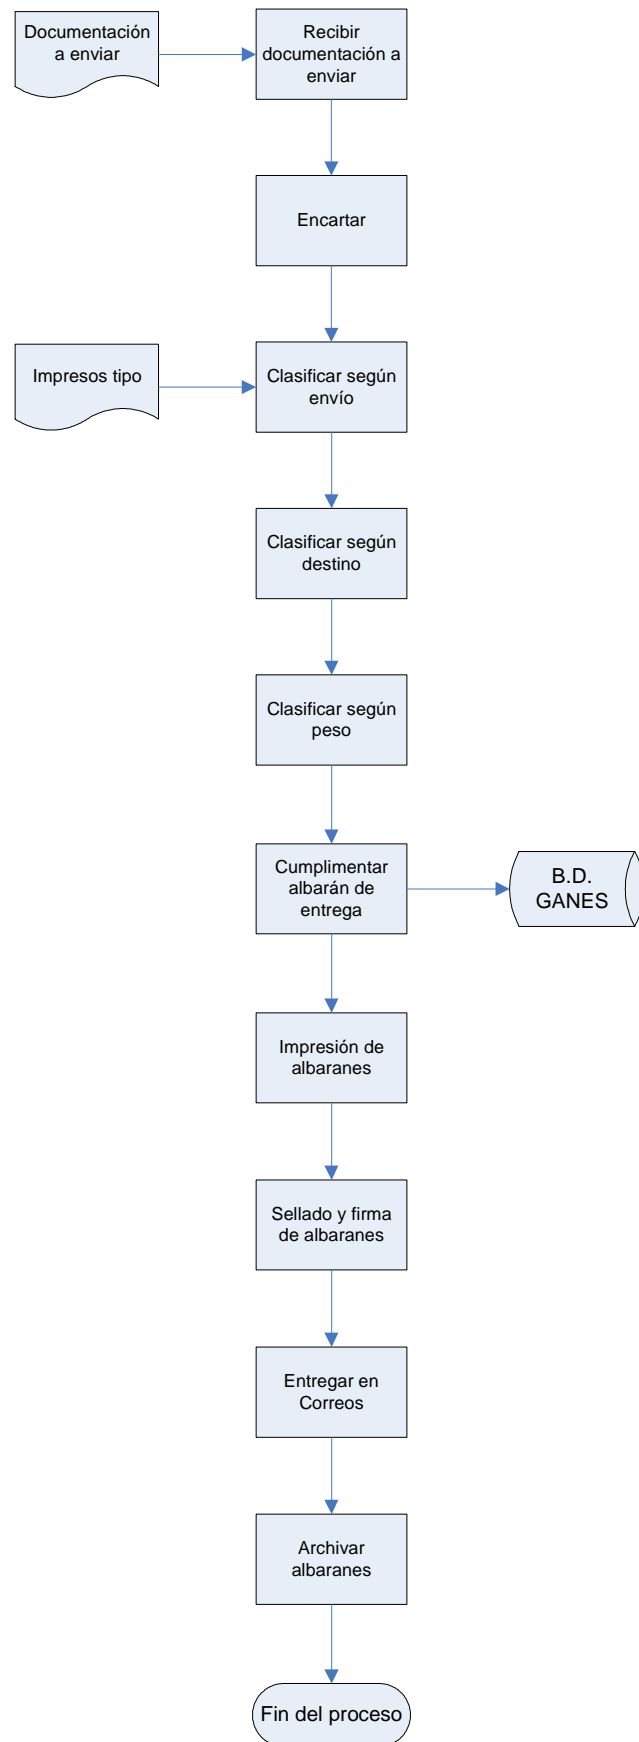 Documentación
a enviar
Recibir
documentación a
enviar
Encartar
Impresos tipo
Clasificar según
envío
Clasificar según
destino
Clasificar según
peso
Cumplimentar
albarán de
entrega
B.D.
GANES
Impresión de
albaranes
Sellado y firma
de albaranes
Entregar en
Correos
Archivar
albaranes
Fin del proceso